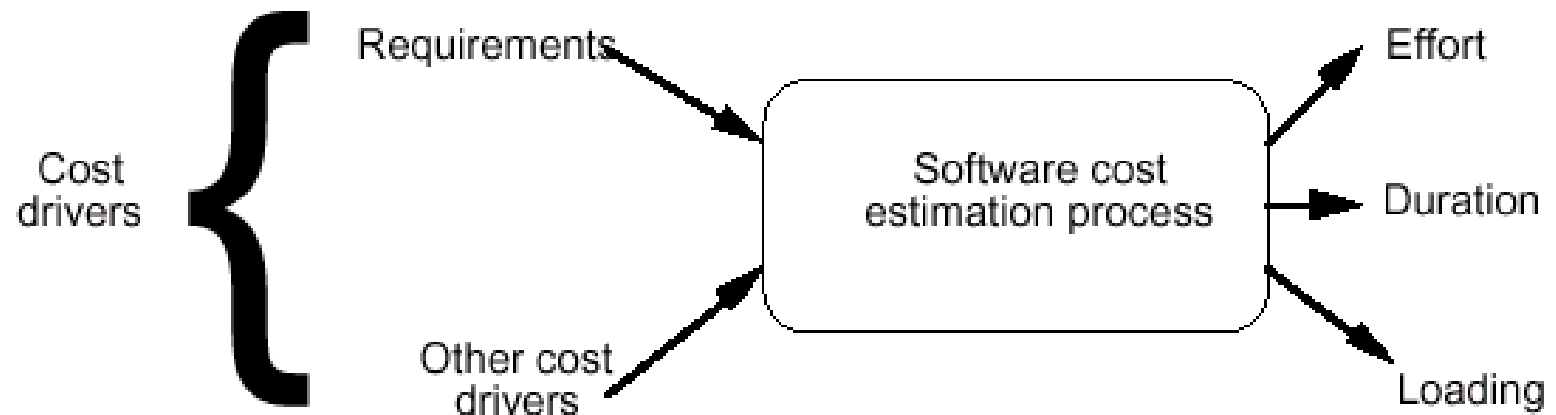 Cost
drivers
Requirements
Other cost
drivers
Software cost
estimation process
Effort
Duration
Loading